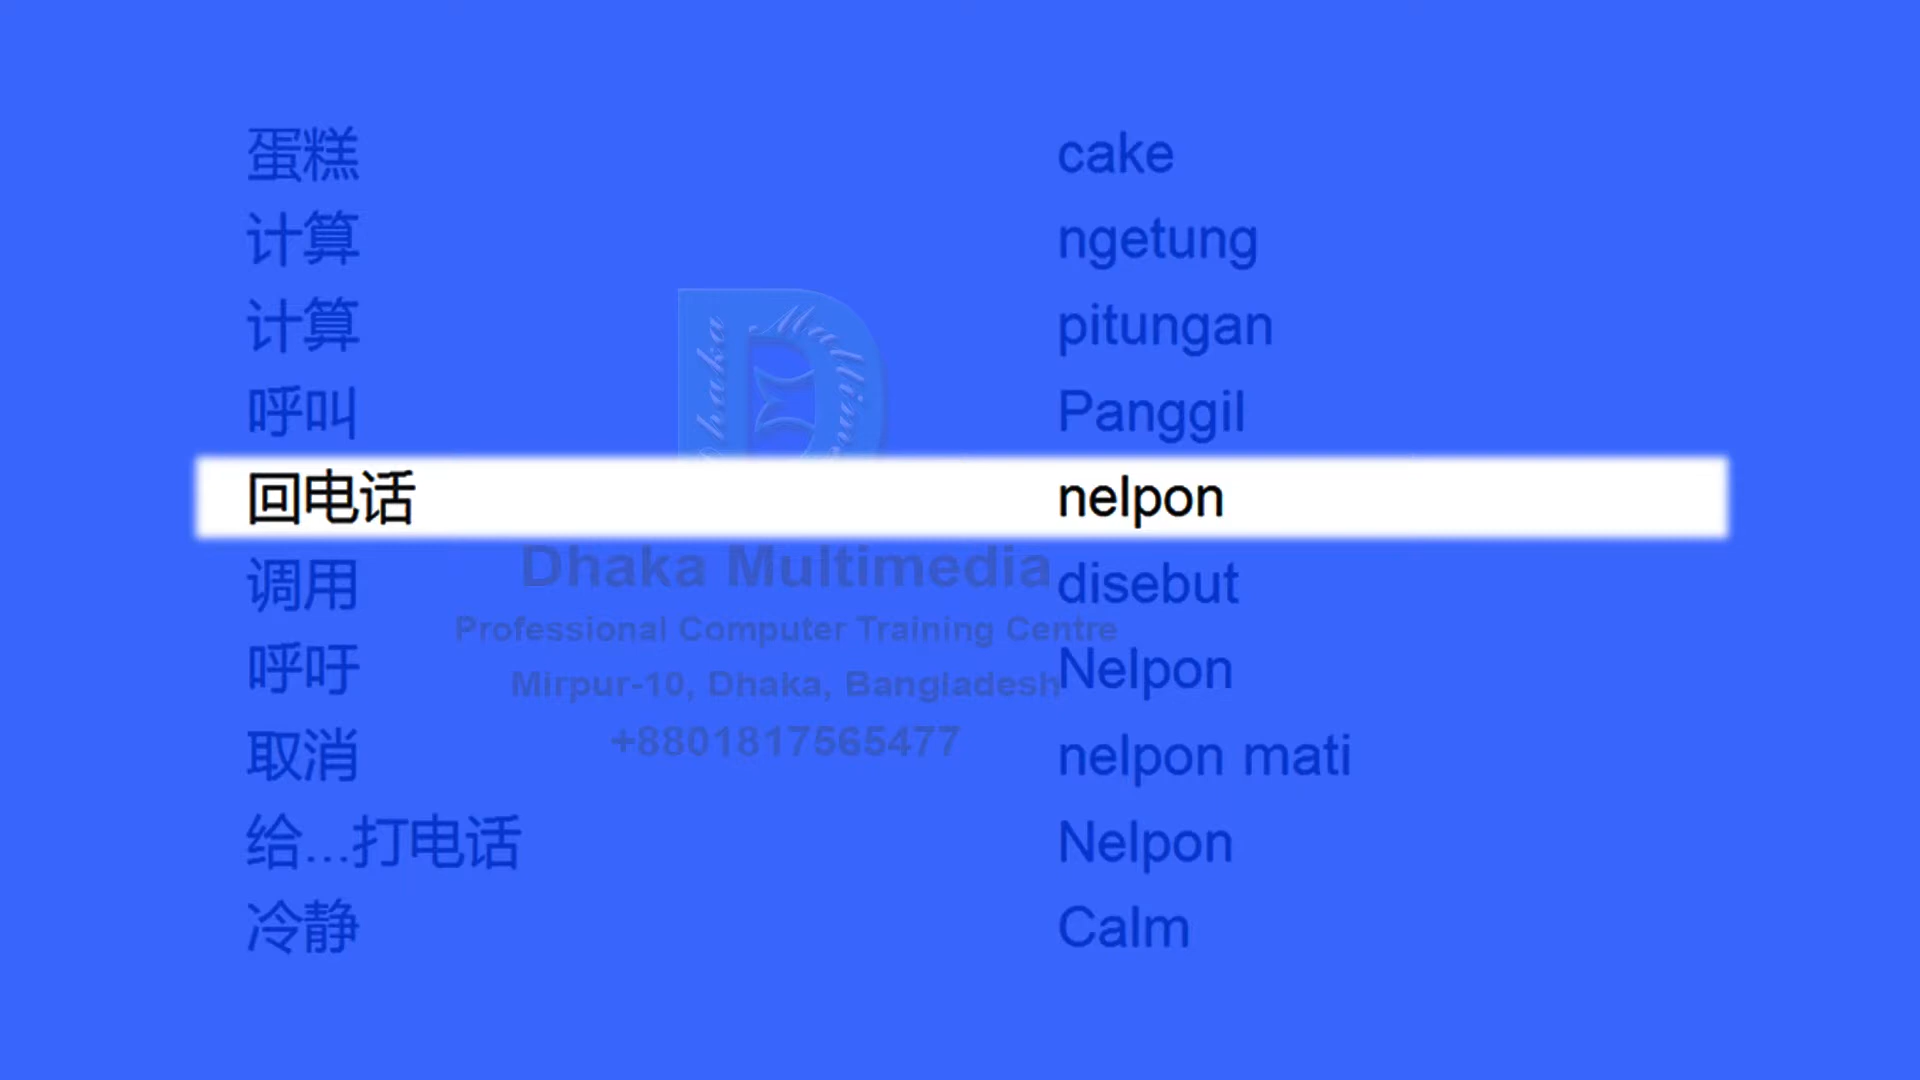 蛋糕 cake
计算 ngetung
计算 pitungan
呼叫 Panggil
回电话 nelpon
Dhaka Multimedia
调用 disebut
Professional Computer Training Centre
呼吁 Nelpon
Mirpur-10, Dhaka, Bangladesh
取消 nelpon mati
+8801817565477
给...打电话 Nelpon
冷静 Calm